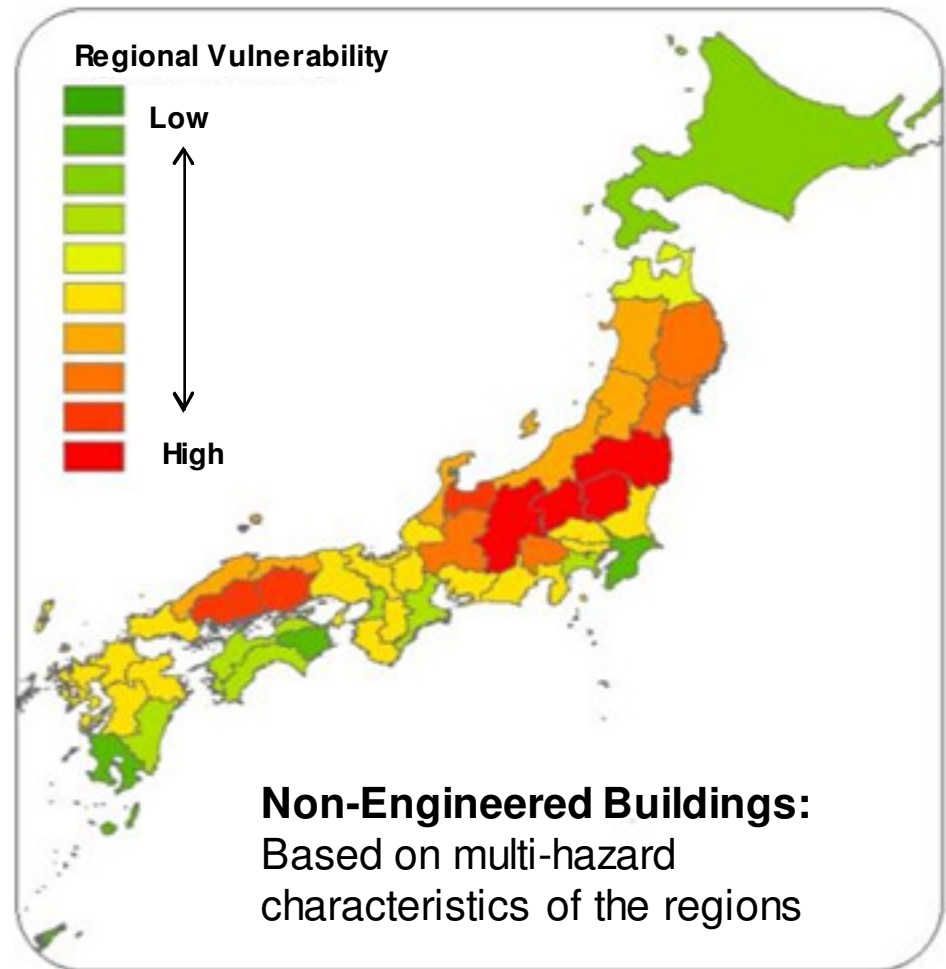 Regional Vulnerability
Low
High
Non-Engineered Buildings:
Based on multi-hazard
characteristics of the regions